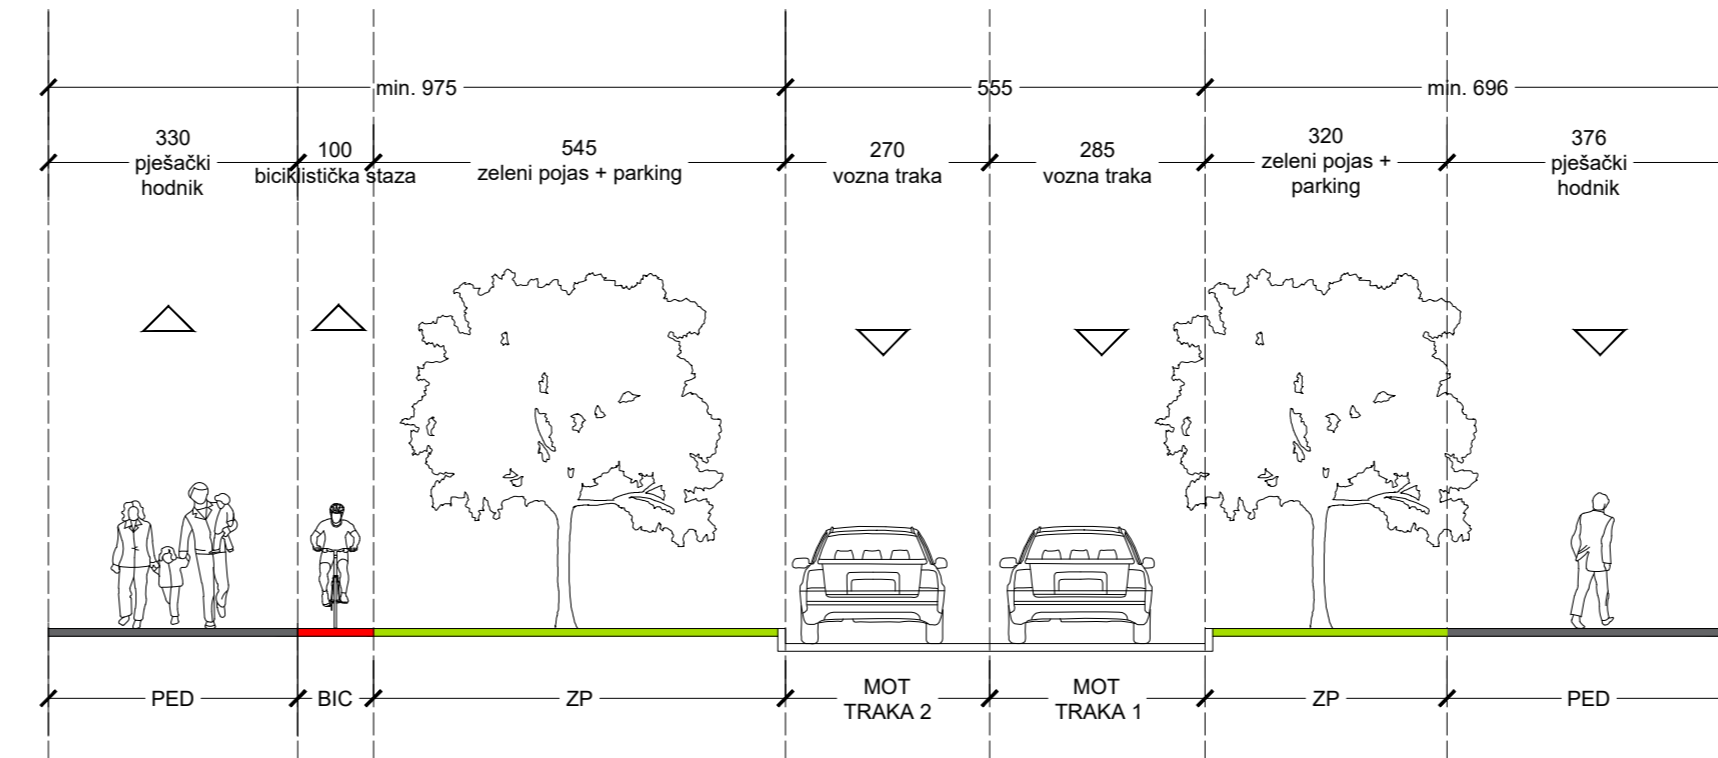 min. 975
555
min. 696
330
pješački
hodnik
100
biciklistička staza
545
zeleni pojas + parking
270
vozna traka
285
vozna traka
320
zeleni pojas +
parking
376
pješački
hodnik
PED
BIC
ZP
MOT
TRAKA 2
MOT
TRAKA 1
ZP
PED